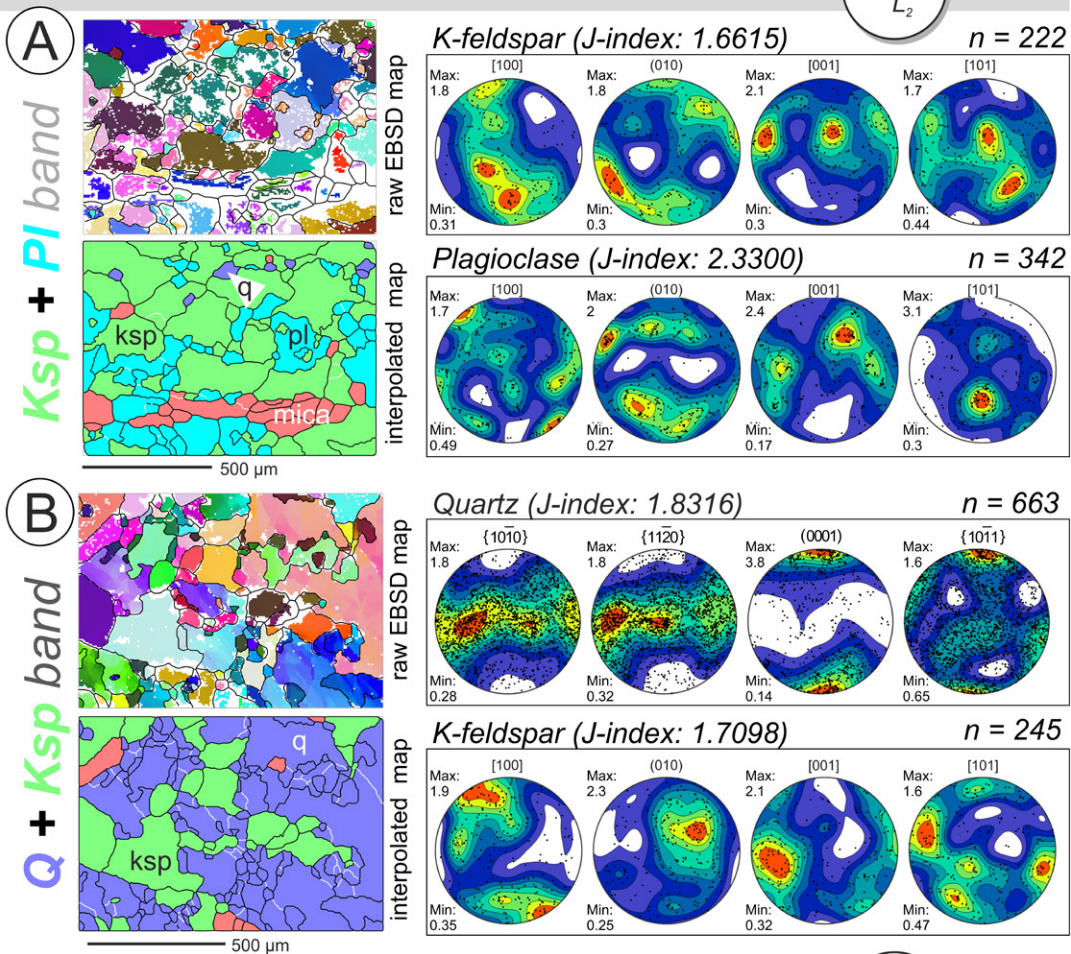 L2
A
Ksp + Pl band
raw EBSD map
interpolated map
q
ksp
pl
mica
500 µm
K-feldspar (J-index: 1.6615)
n = 222
[100]
(010)
[001]
[101]
Max: 1.8
Max: 1.8
Max: 2.1
Max: 1.7
Min: 0.31
Min: 0.3
Min: 0.3
Min: 0.44
Plagioclase (J-index: 2.3300)
n = 342
[100]
(010)
[001]
[101]
Max: 1.7
Max: 2
Max: 2.4
Max: 3.1
Min: 0.49
Min: 0.27
Min: 0.17
Min: 0.3
B
Q + Ksp band
raw EBSD map
interpolated map
q
ksp
500 µm
Quartz (J-index: 1.8316)
n = 663
{101̅0}
{112̅0}
(0001)
{101̅1}
Max: 1.8
Max: 1.8
Max: 3.8
Max: 1.6
Min: 0.28
Min: 0.32
Min: 0.14
Min: 0.65
K-feldspar (J-index: 1.7098)
n = 245
[100]
(010)
[001]
[101]
Max: 1.9
Max: 2.3
Max: 2.1
Max: 1.6
Min: 0.35
Min: 0.25
Min: 0.32
Min: 0.47